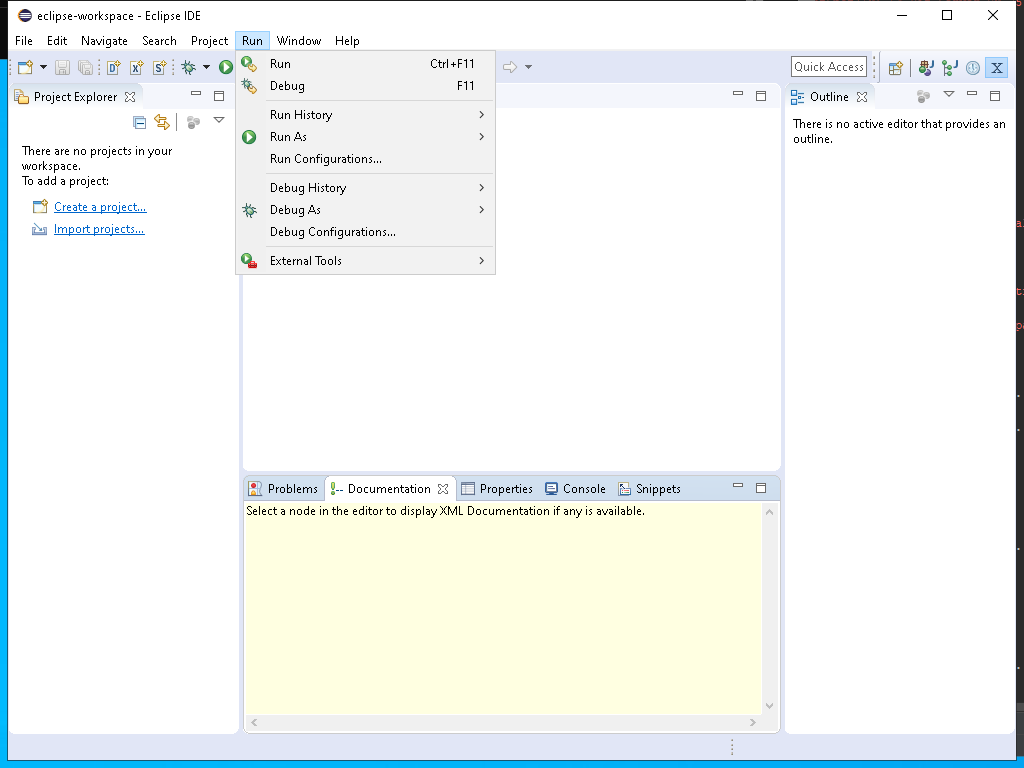 eclipse-workspace - Eclipse IDE
File Edit Navigate Search Project Run Window Help
Quick Access
Run Ctrl+F11
Debug F11
Run History
Run As
Run Configurations...
Debug History
Debug As
Debug Configurations...
External Tools
Project Explorer
There are no projects in your
workspace.
To add a project:
Create a project...
Import projects...
Outline
There is no active editor that provides an
outline.
Problems Documentation Properties Console Snippets
Select a node in the editor to display XML Documentation if any is available.